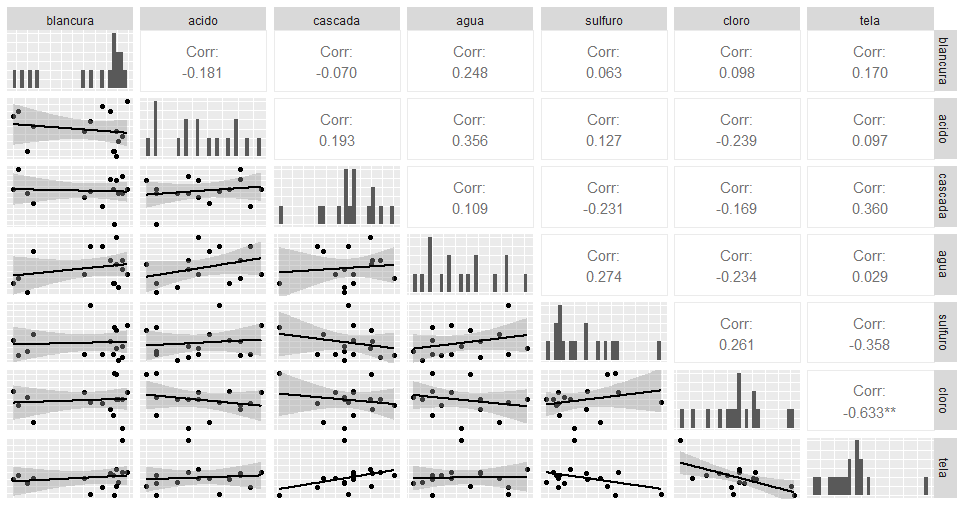 blancura acido cascada agua sulfuro cloro tela
Corr: Corr: Corr: Corr: Corr: Corr:
-0.181 -0.070 0.248 0.063 0.098 0.170
blancura
Corr: Corr: Corr: Corr: Corr:
0.193 0.356 0.127 -0.239 0.097
acido
Corr: Corr: Corr: Corr:
0.109 -0.231 -0.169 0.360
cascada
Corr: Corr: Corr:
0.274 -0.234 0.029
agua
Corr: Corr:
0.261 -0.358
sulfuro
Corr:
-0.633**
cloro
tela